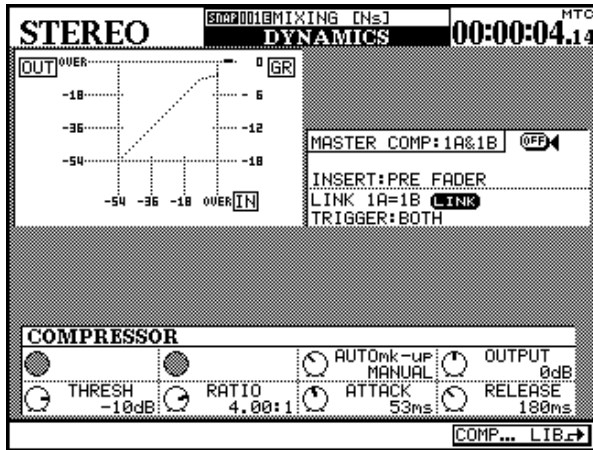 STEREO
SNAP001 MIXING [Ns]
DYNAMICS
MTC
00:00:04.14
OUT
OVER
0
GR
-18
6
-36
-12
-54
-18
-54 -36 -18 OVER IN
MASTER COMP:1A&1B OFF
INSERT:PRE FADER
LINK 1A=1B LINK
TRIGGER:BOTH
COMPRESSOR
AUTOmk-up
MANUAL
OUTPUT
0dB
THRESH
-10dB
RATIO
4.00:1
ATTACK
53ms
RELEASE
180ms
COMP... LIB